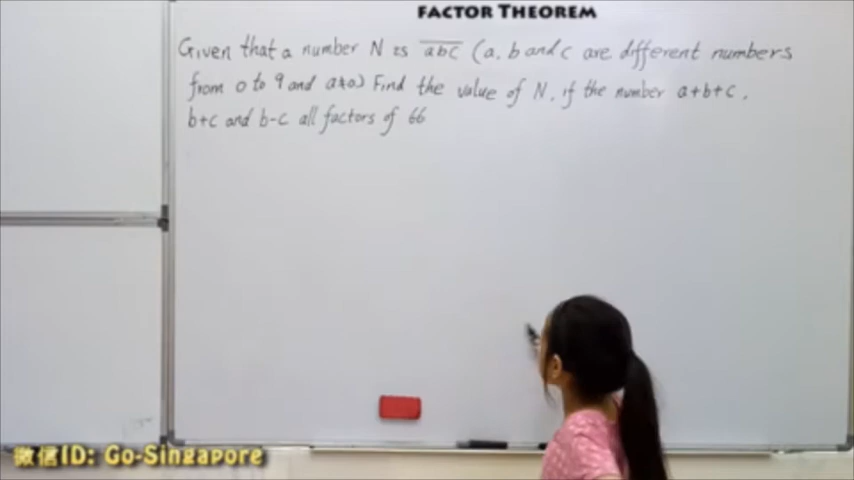 FACTOR THEOREM
Given that a number N is abc (a, b and c are different numbers
from 0 to 9 and a≠0) Find the value of N, if the number a+b+c,
b+c and b-c all factors of 66
微信ID: Go-Singapore